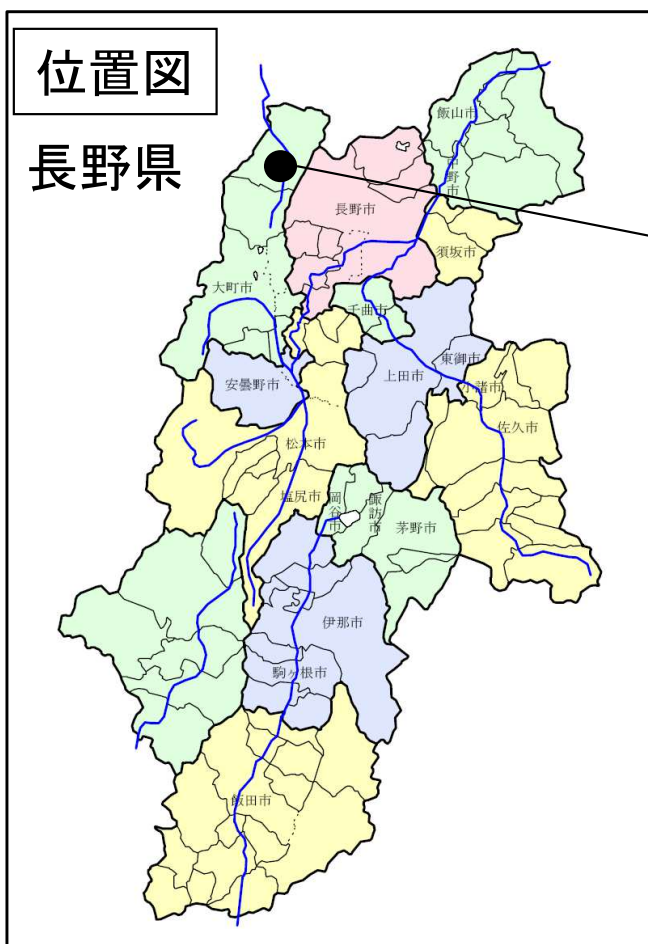 位置図
長野県
飯山市
中野市
長野市
須坂市
大町市
千曲市
上田市
東御市
小諸市
安曇野市
佐久市
松本市
塩尻市
岡谷市
諏訪市
茅野市
伊那市
駒ヶ根市
飯田市